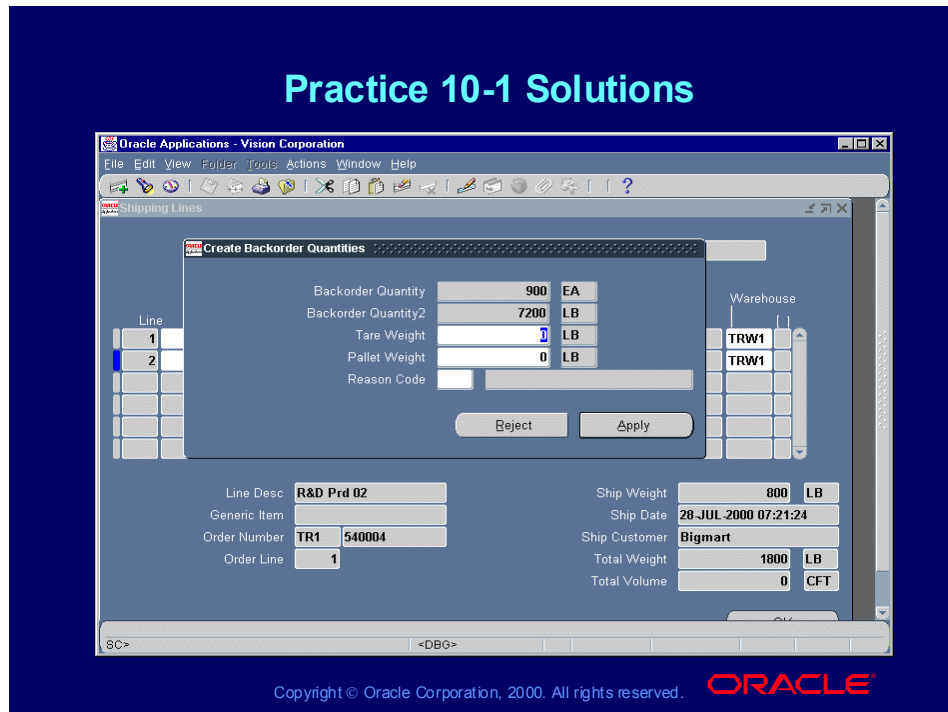 Practice 10-1 Solutions
Oracle Applications - Vision Corporation
File Edit View Folder Tools Actions Window Help
Shipping Lines
Create Backorder Quantities
Backorder Quantity 900 EA
Backorder Quantity2 7200 LB
Tare Weight 0 LB
Pallet Weight 0 LB
Reason Code
Reject Apply
Warehouse
Line [ ]
1 TRW1
2 TRW1
Line Desc R&D Prd 02 Ship Weight 800 LB
Generic Item Ship Date 28-JUL-2000 07:21:24
Order Number TR1 540004 Ship Customer Bigmart
Order Line 1 Total Weight 1800 LB
Total Volume 0 CFT
SC> <DBG>
Copyright © Oracle Corporation, 2000. All rights reserved. ORACLE®